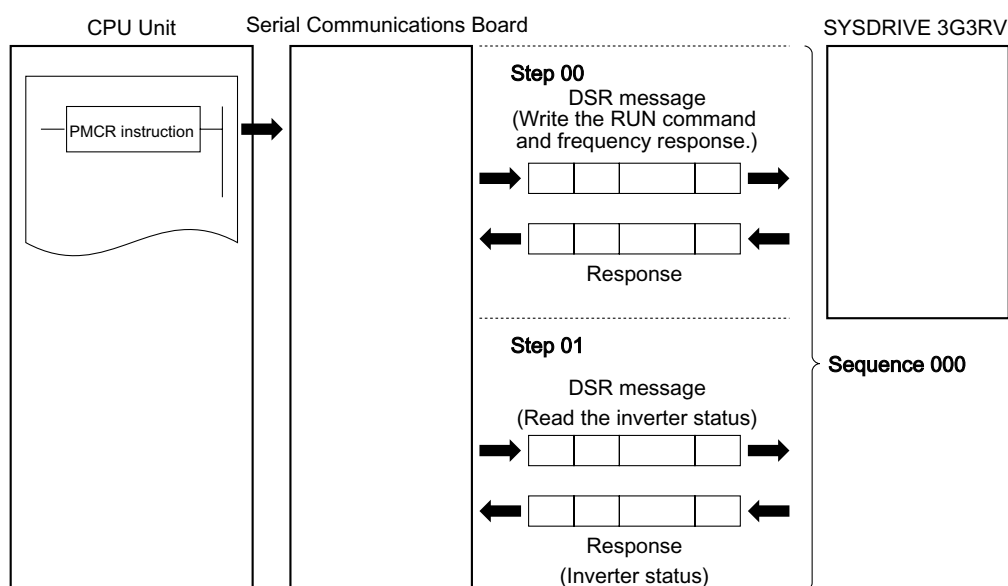 CPU Unit
Serial Communications Board
SYSDRIVE 3G3RV
PMCR instruction
Step 00
DSR message
(Write the RUN command
and frequency response.)
Response
Step 01
DSR message
(Read the inverter status)
Response
(Inverter status)
Sequence 000